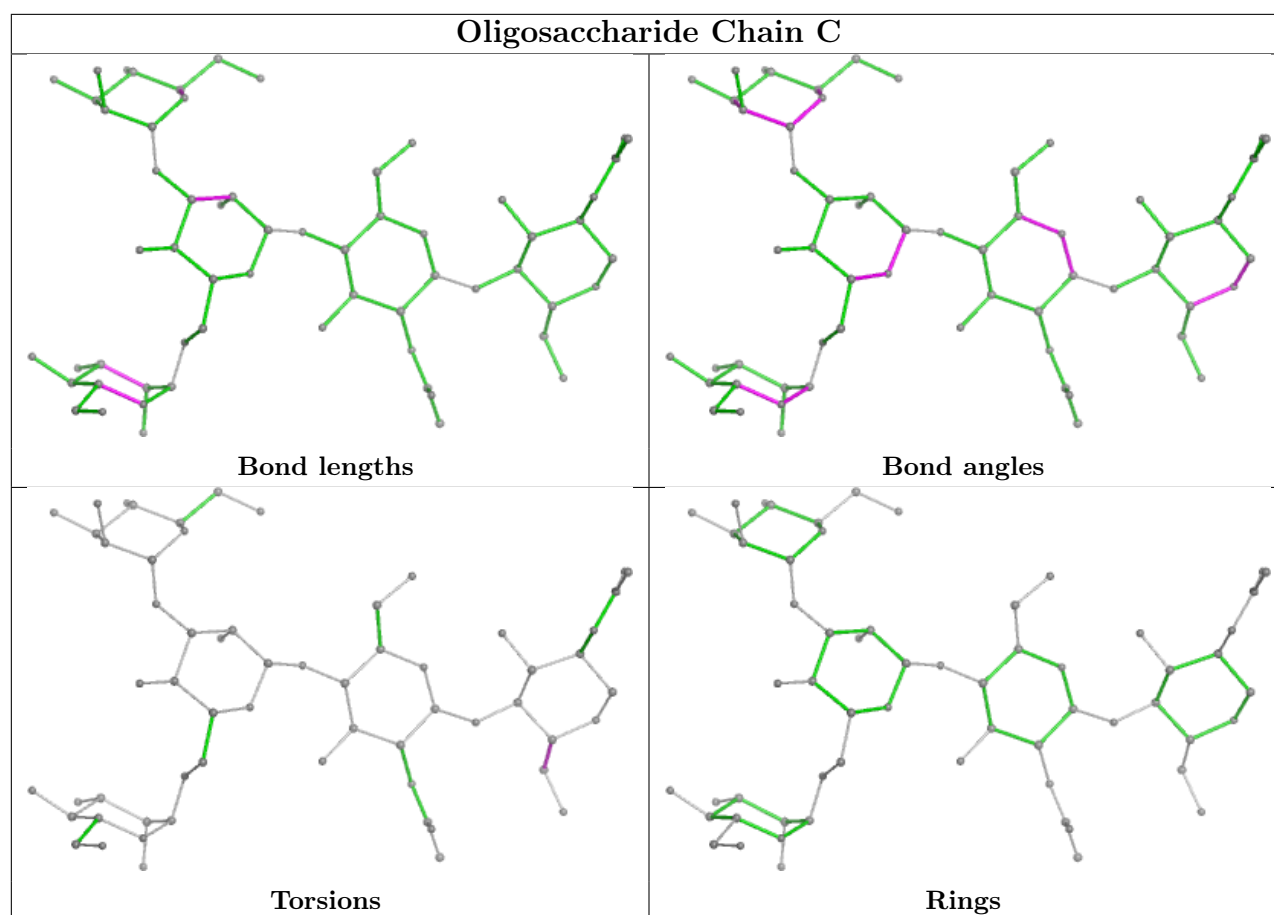 Oligosaccharide Chain C
Bond lengths
Bond angles
Torsions
Rings